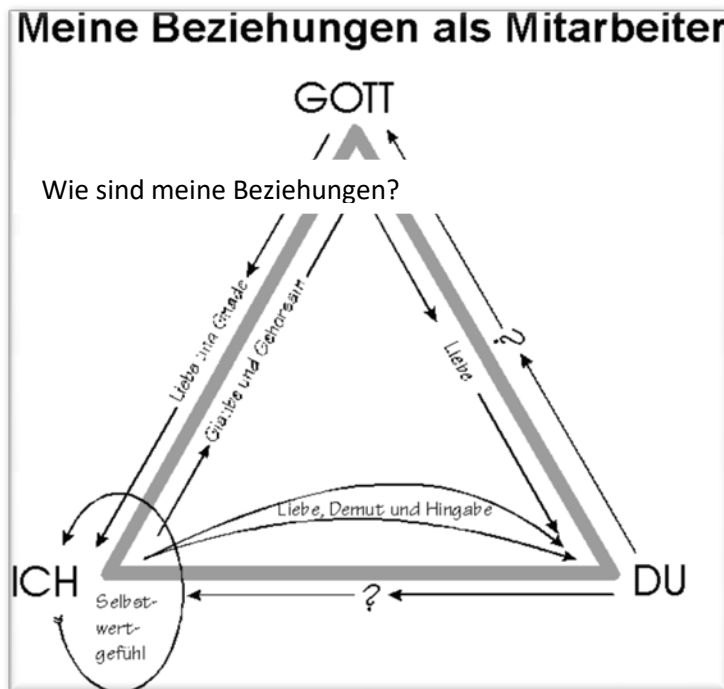 Meine Beziehungen als Mitarbeiter
GOTT
Wie sind meine Beziehungen?
Liebe und Gnade
Glaube und Gehorsam
Liebe
?
Liebe, Demut und Hingabe
ICH
DU
?
Selbst-
wert-
gefühl